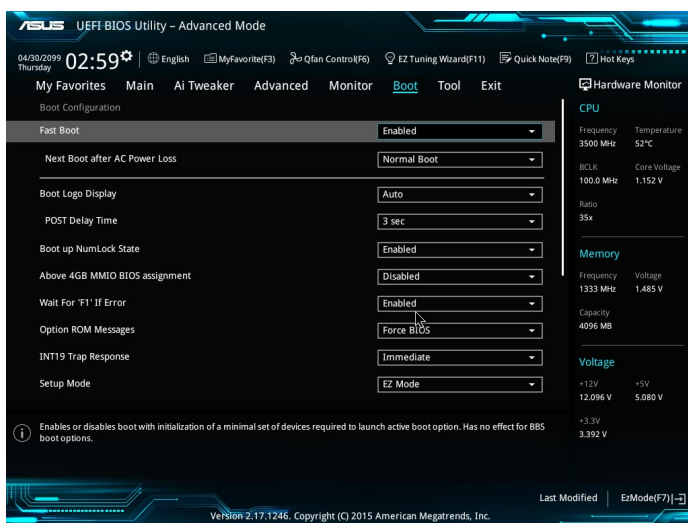 ASUS UEFI BIOS Utility – Advanced Mode
04/30/2099
Thursday
02:59
English
MyFavorite(F3)
Qfan Control(F6)
EZ Tuning Wizard(F11)
Quick Note(F9)
? Hot Keys
My Favorites Main Ai Tweaker Advanced Monitor Boot Tool Exit
Hardware Monitor
Boot Configuration
Fast Boot Enabled
Next Boot after AC Power Loss Normal Boot
Boot Logo Display Auto
POST Delay Time 3 sec
Boot up NumLock State Enabled
Above 4GB MMIO BIOS assignment Disabled
Wait For 'F1' If Error Enabled
Option ROM Messages Force BIOS
INT19 Trap Response Immediate
Setup Mode EZ Mode
CPU
Frequency Temperature
3500 MHz 52°C
BCLK Core Voltage
100.0 MHz 1.152 V
Ratio
35x
Memory
Frequency Voltage
1333 MHz 1.485 V
Capacity
4096 MB
Voltage
+12V +5V
12.096 V 5.080 V
+3.3V
3.392 V
i
Enables or disables boot with initialization of a minimal set of devices required to launch active boot option. Has no effect for BBS
boot options.
Last Modified
EzMode(F7)
Version 2.17.1246. Copyright (C) 2015 American Megatrends, Inc.